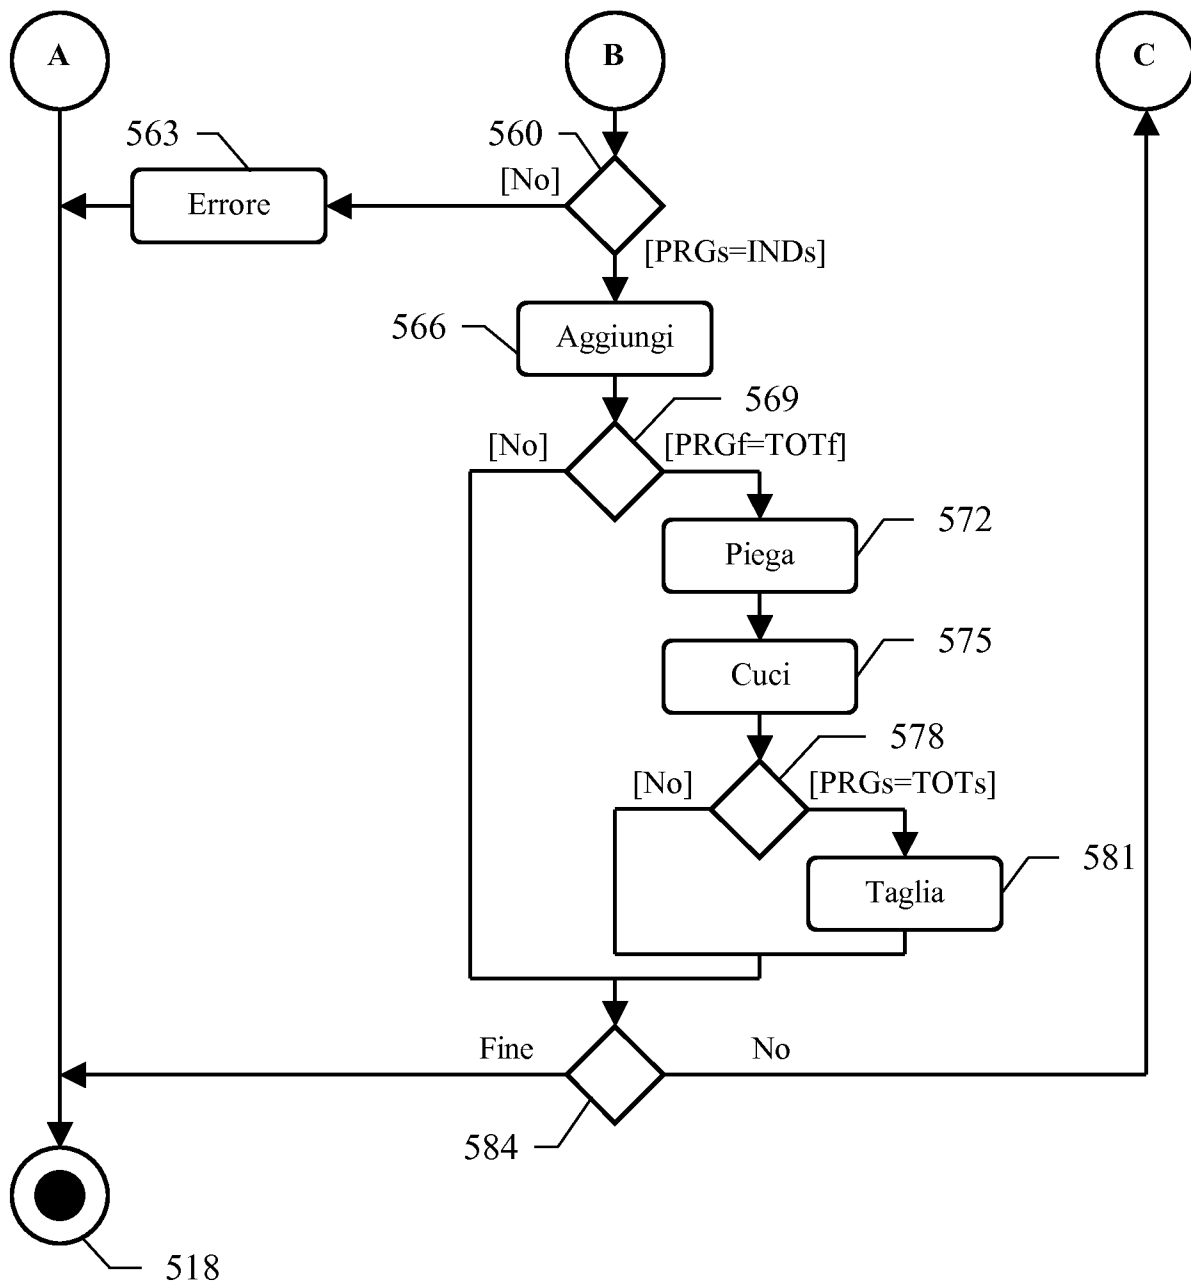 A
B
C
563
560
[No]
Errore
[PRGs=INDs]
566
Aggiungi
569
[No]
[PRGf=TOTf]
572
Piega
575
Cuci
578
[No]
[PRGs=TOTs]
581
Taglia
Fine
No
584
518